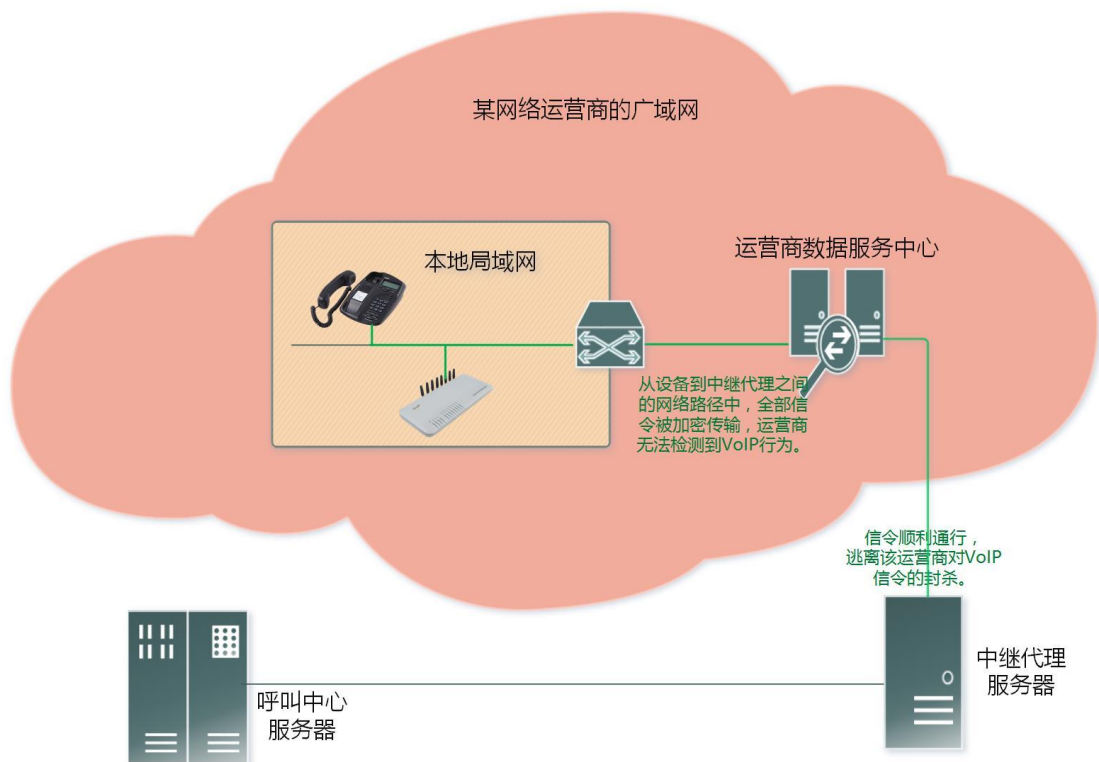 某网络运营商的广域网
本地局域网
运营商数据服务中心
从设备到中继代理之间
的网络路径中，全部信
令被加密传输，运营商
无法检测到VoIP行为。
信令顺利通行，
逃离该运营商对VoIP
信令的封杀。
中继代理
服务器
呼叫中心
服务器